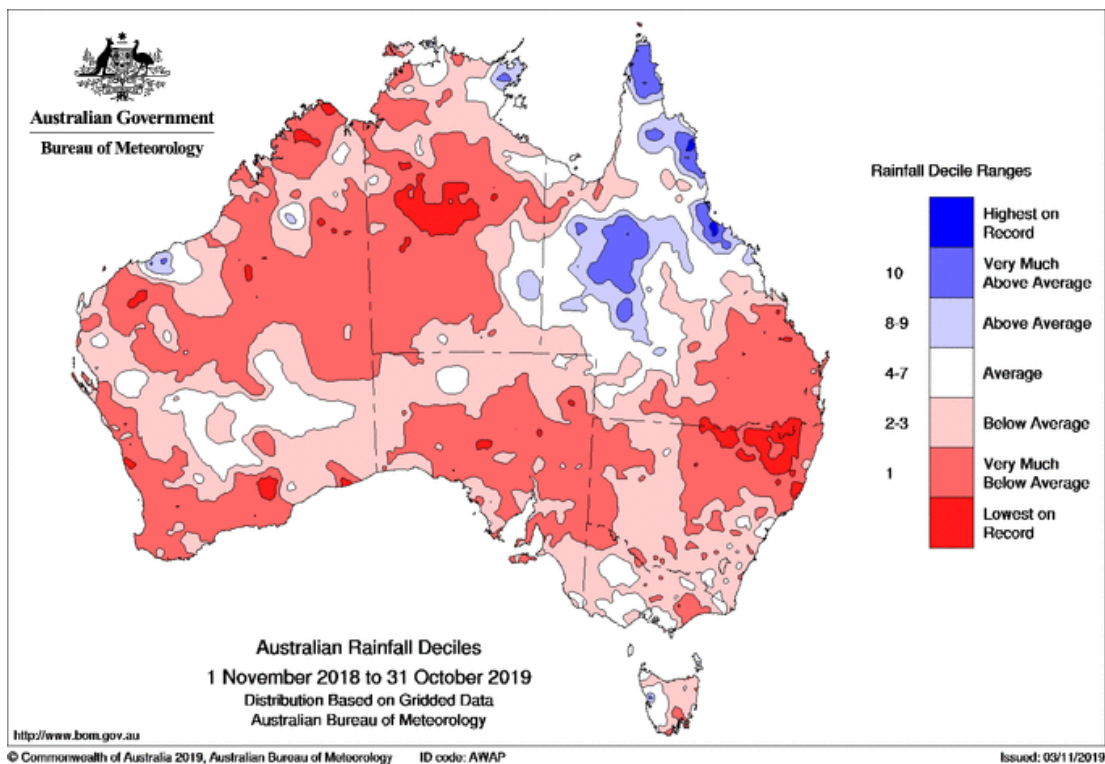 Australian Government
Bureau of Meteorology
Rainfall Decile Ranges
Highest on
Record
10
Very Much
Above Average
8-9
Above Average
4-7
Average
2-3
Below Average
1
Very Much
Below Average
Lowest on
Record
Australian Rainfall Deciles
1 November 2018 to 31 October 2019
Distribution Based on Gridded Data
Australian Bureau of Meteorology
http://www.bom.gov.au
© Commonwealth of Australia 2019, Australian Bureau of Meteorology ID code: AWAP Issued: 03/11/2019